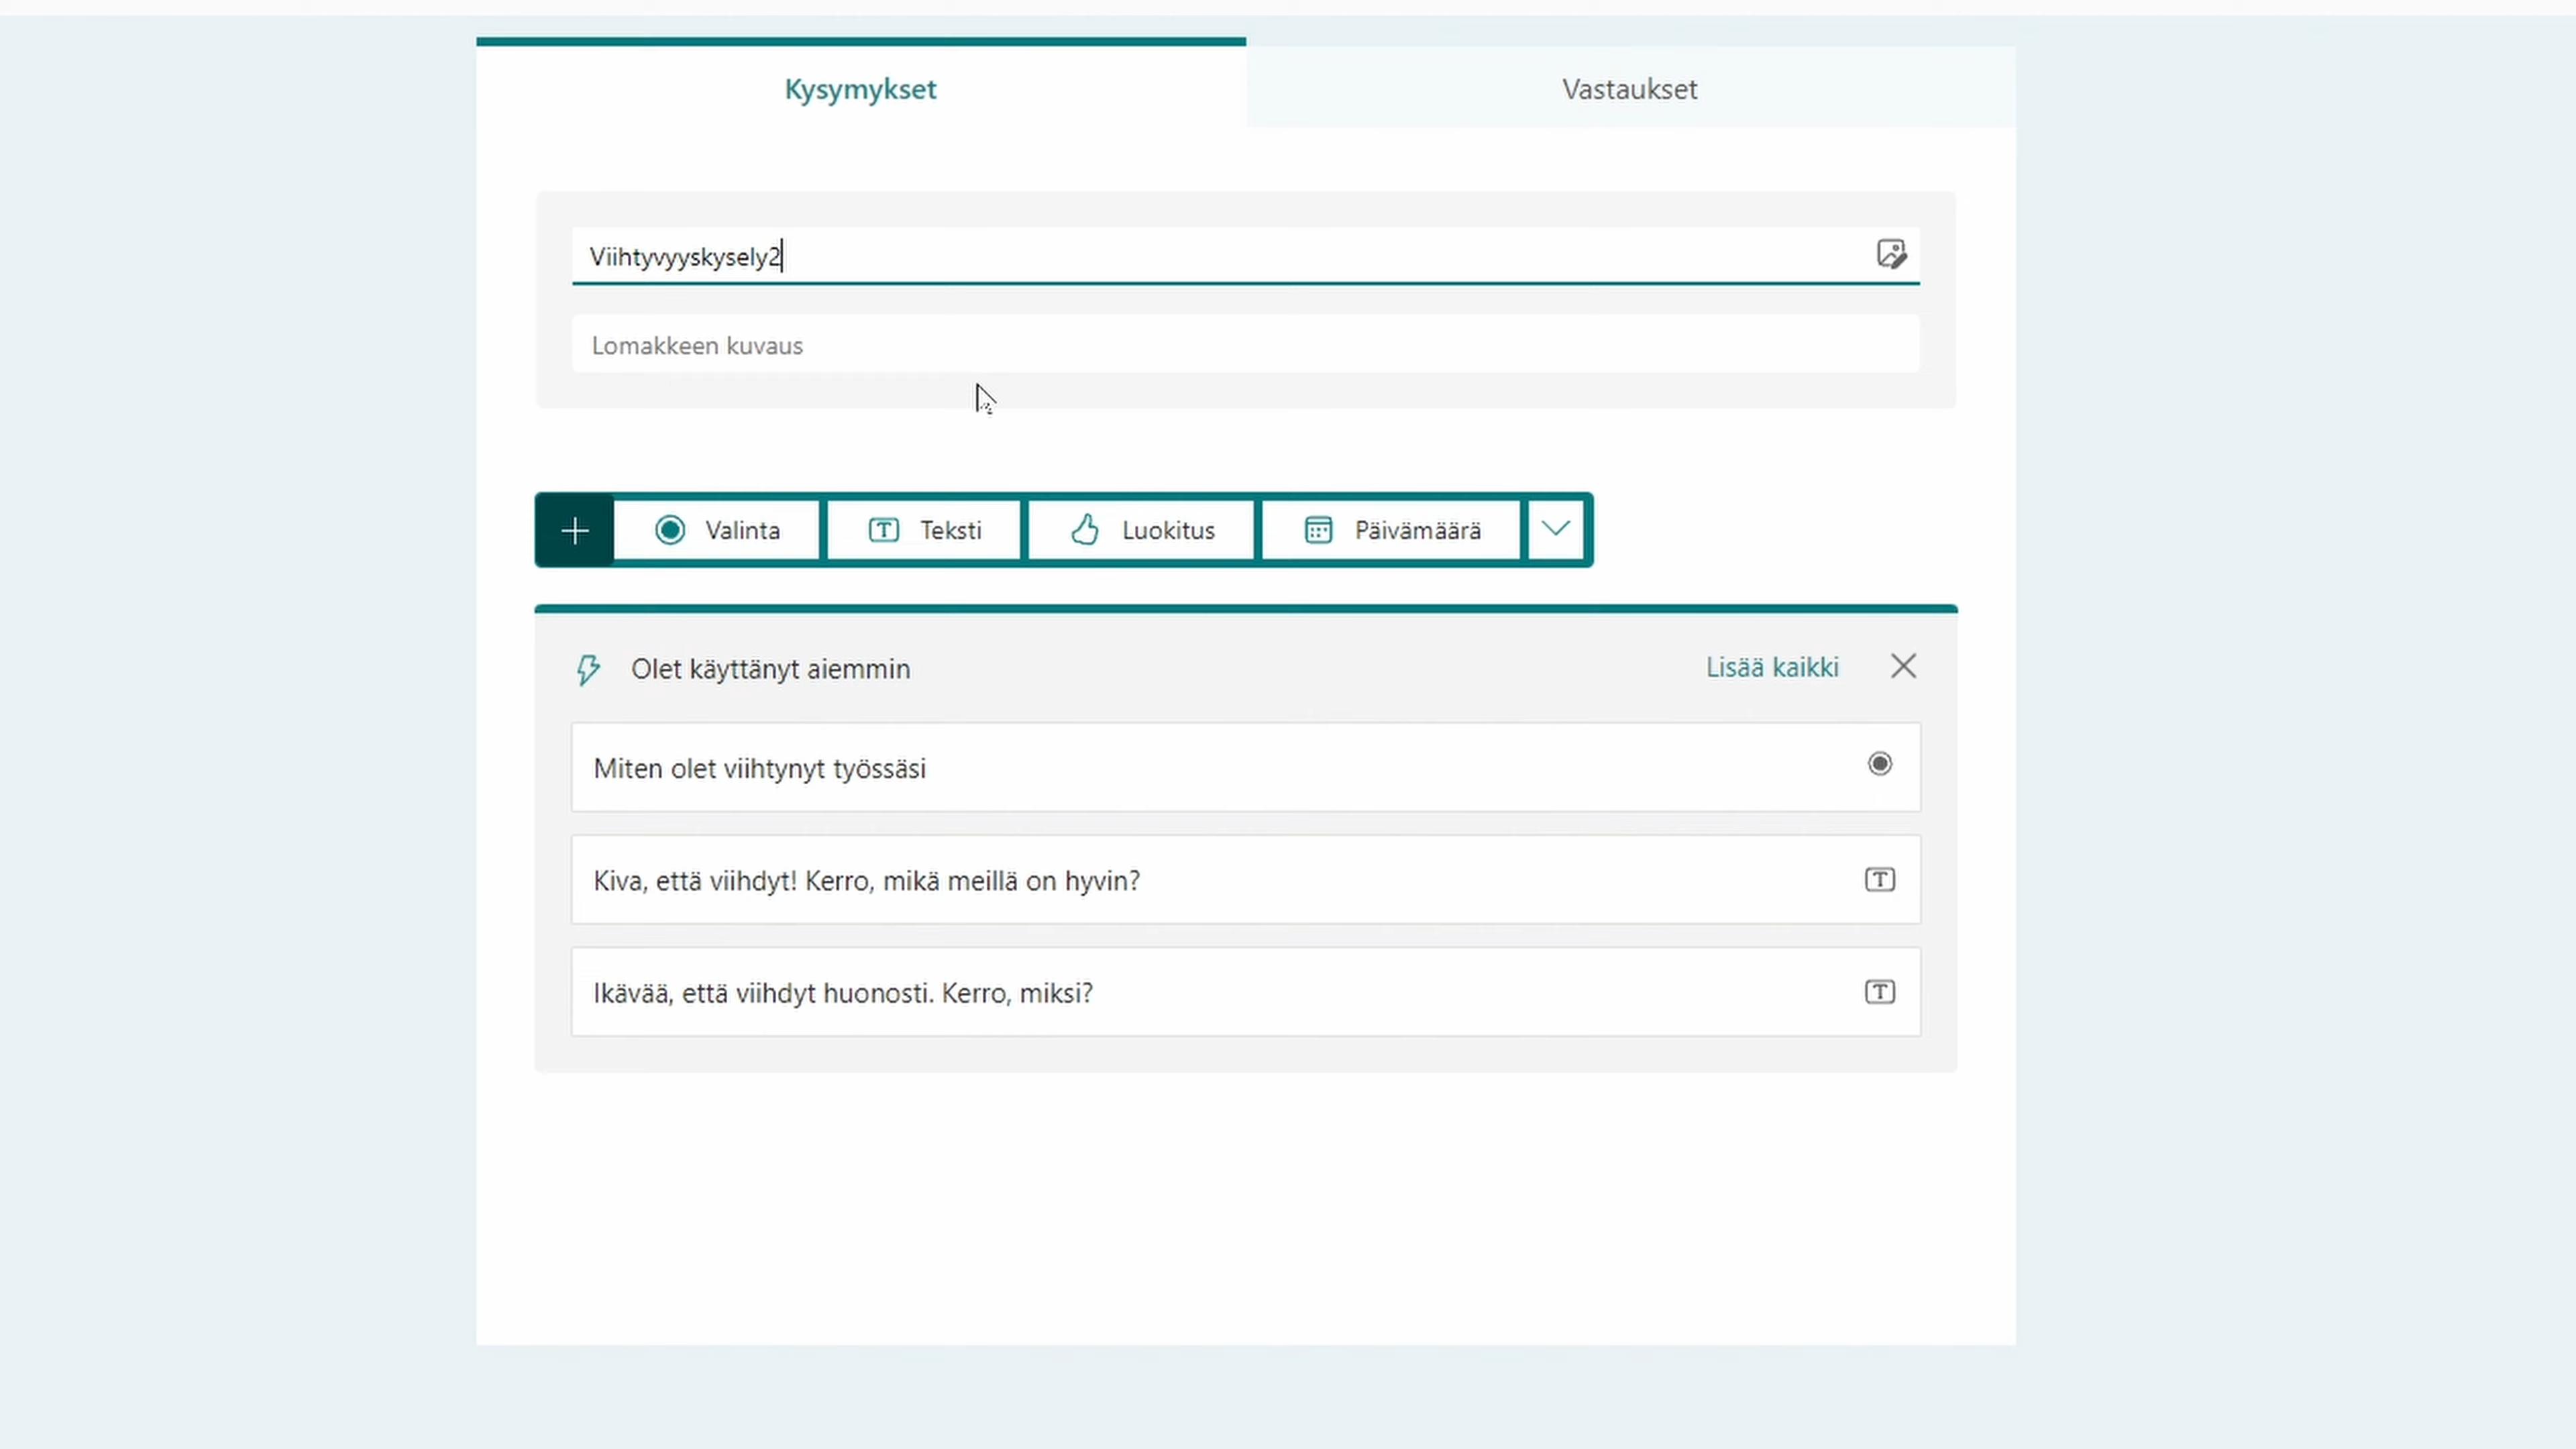 Kysymykset
Vastaukset
Viihtyvyyskysely2
Lomakkeen kuvaus
Valinta
Teksti
Luokitus
Päivämäärä
Olet käyttänyt aiemmin
Lisää kaikki
Miten olet viihtynyt työssäsi
Kiva, että viihdyt! Kerro, mikä meillä on hyvin?
Ikävää, että viihdyt huonosti. Kerro, miksi?